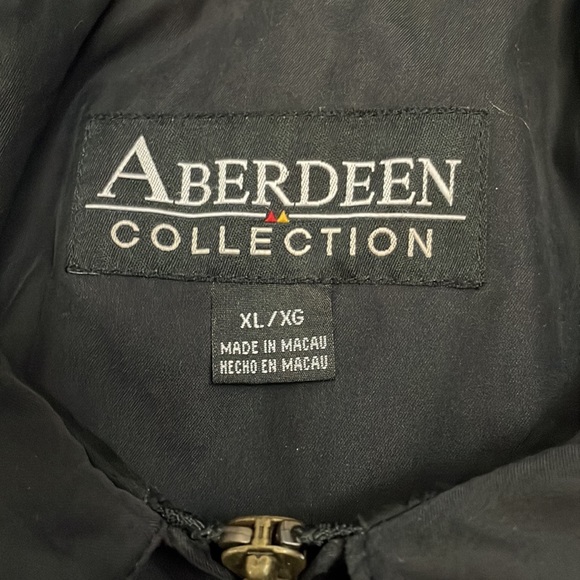 ABERDEEN
COLLECTION
XL/XG
MADE IN MACAU
HECHO EN MACAU